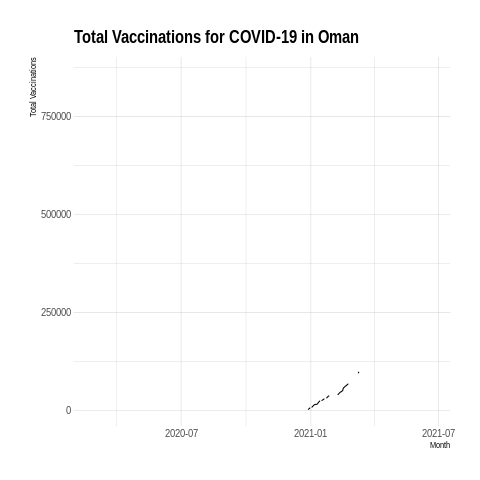 Total Vaccinations for COVID-19 in Oman
Total Vaccinations
750000
500000
250000
0
2020-07 2021-01 2021-07
Month